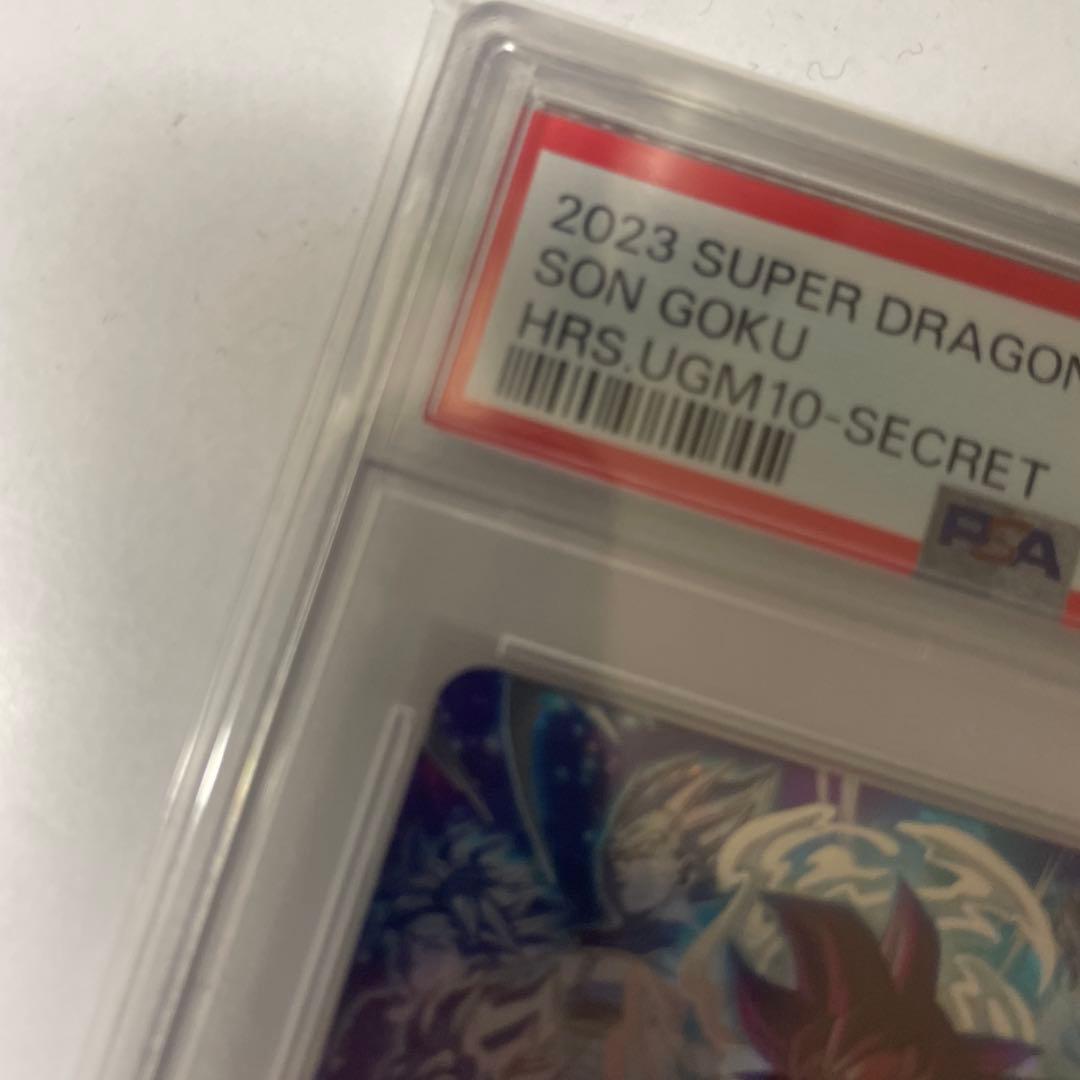 2023 SUPER DRAGON
SON GOKU
HRS.UGM10-SECRET
PSA